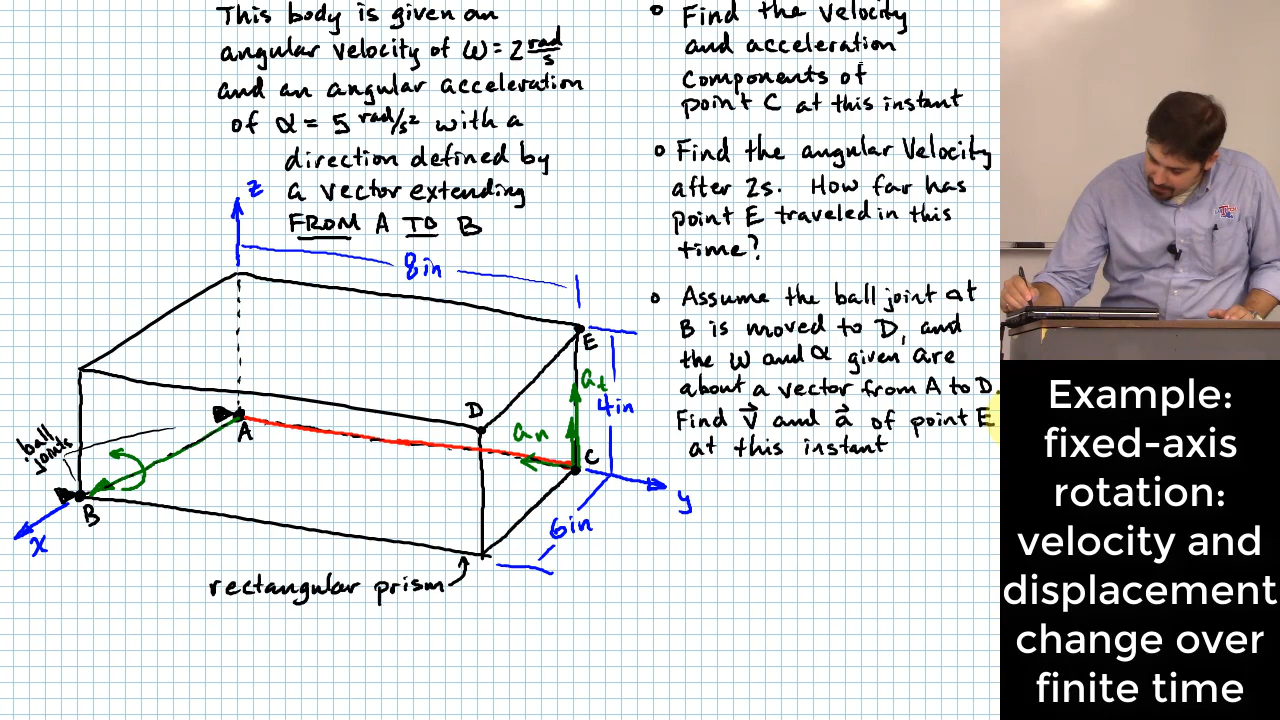 This body is given an
angular velocity of ω = 2 rad/s
and an angular acceleration
of α = 5 rad/s² with a
direction defined by
a vector extending
FROM A TO B
z
8in
E
D
a_t
4in
a_n
C
A
ball
joints
B
x
y
6in
rectangular prism
° Find the velocity
and acceleration
components of
point C at this instant
° Find the angular Velocity
after 2s. How far has
point E traveled in this
time?
° Assume the ball joint at
B is moved to D, and
the ω and α given are
about a vector from A to D.
Find v⃗ and a⃗ of point E
at this instant
Example:
fixed-axis
rotation:
velocity and
displacement
change over
finite time